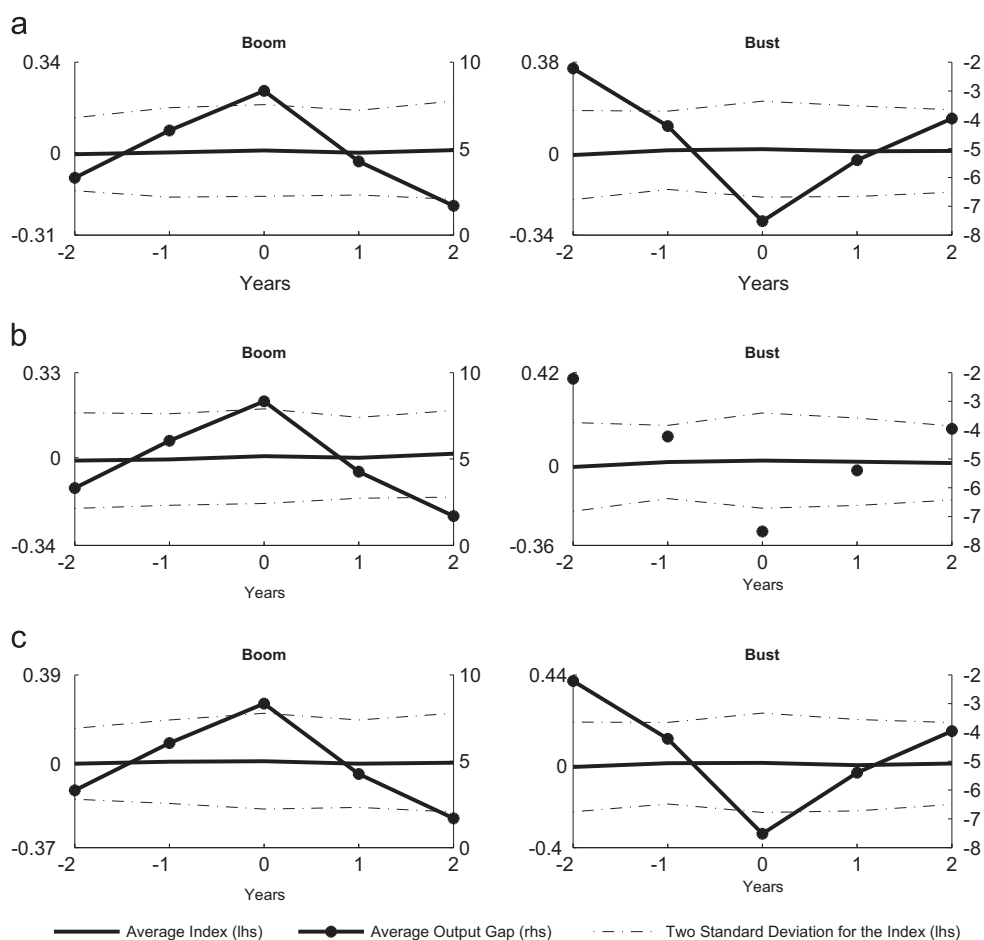 a
Boom
Bust
0.34
0
-0.31
10
5
0
-2 -1 0 1 2
Years
0.38
0
-0.34
-2
-3
-4
-5
-6
-7
-8
-2 -1 0 1 2
Years
b
Boom
Bust
0.33
0
-0.34
10
5
0
-2 -1 0 1 2
Years
0.42
0
-0.36
-2
-3
-4
-5
-6
-7
-8
-2 -1 0 1 2
Years
c
Boom
Bust
0.39
0
-0.37
10
5
0
-2 -1 0 1 2
Years
0.44
0
-0.4
-2
-3
-4
-5
-6
-7
-8
-2 -1 0 1 2
Years
Average Index (lhs) Average Output Gap (rhs) Two Standard Deviation for the Index (lhs)